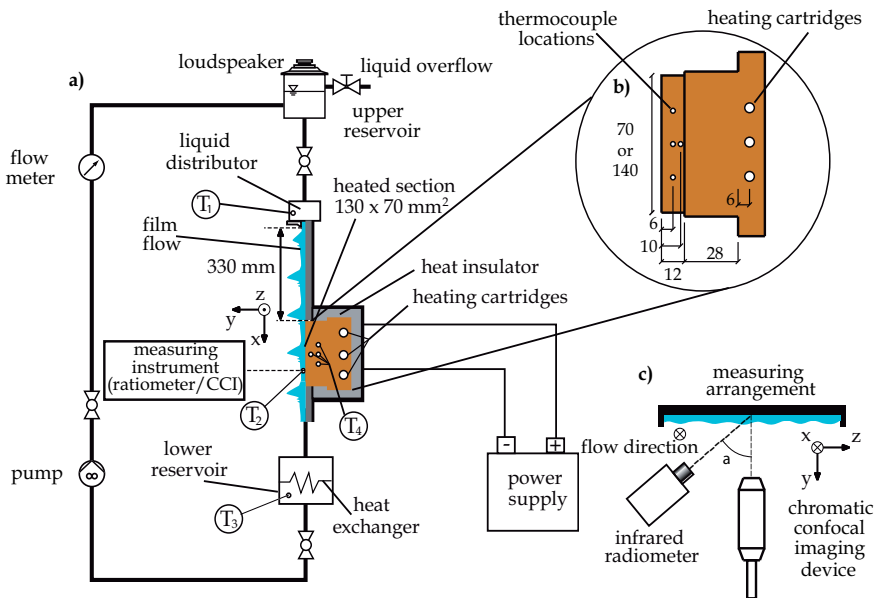 a)
loudspeaker
liquid overflow
upper
reservoir
flow
meter
liquid
distributor
T1
heated section
130 x 70 mm²
film
flow
330 mm
heat insulator
heating cartridges
z
y
x
measuring
instrument
(ratiometer/CCI)
T2
T4
lower
reservoir
pump
T3
heat
exchanger
-
+
power
supply
thermocouple
locations
heating cartridges
b)
70
or
140
6
6
10
28
12
c)
measuring
arrangement
flow direction
x
z
y
a
infrared
radiometer
chromatic
confocal
imaging
device